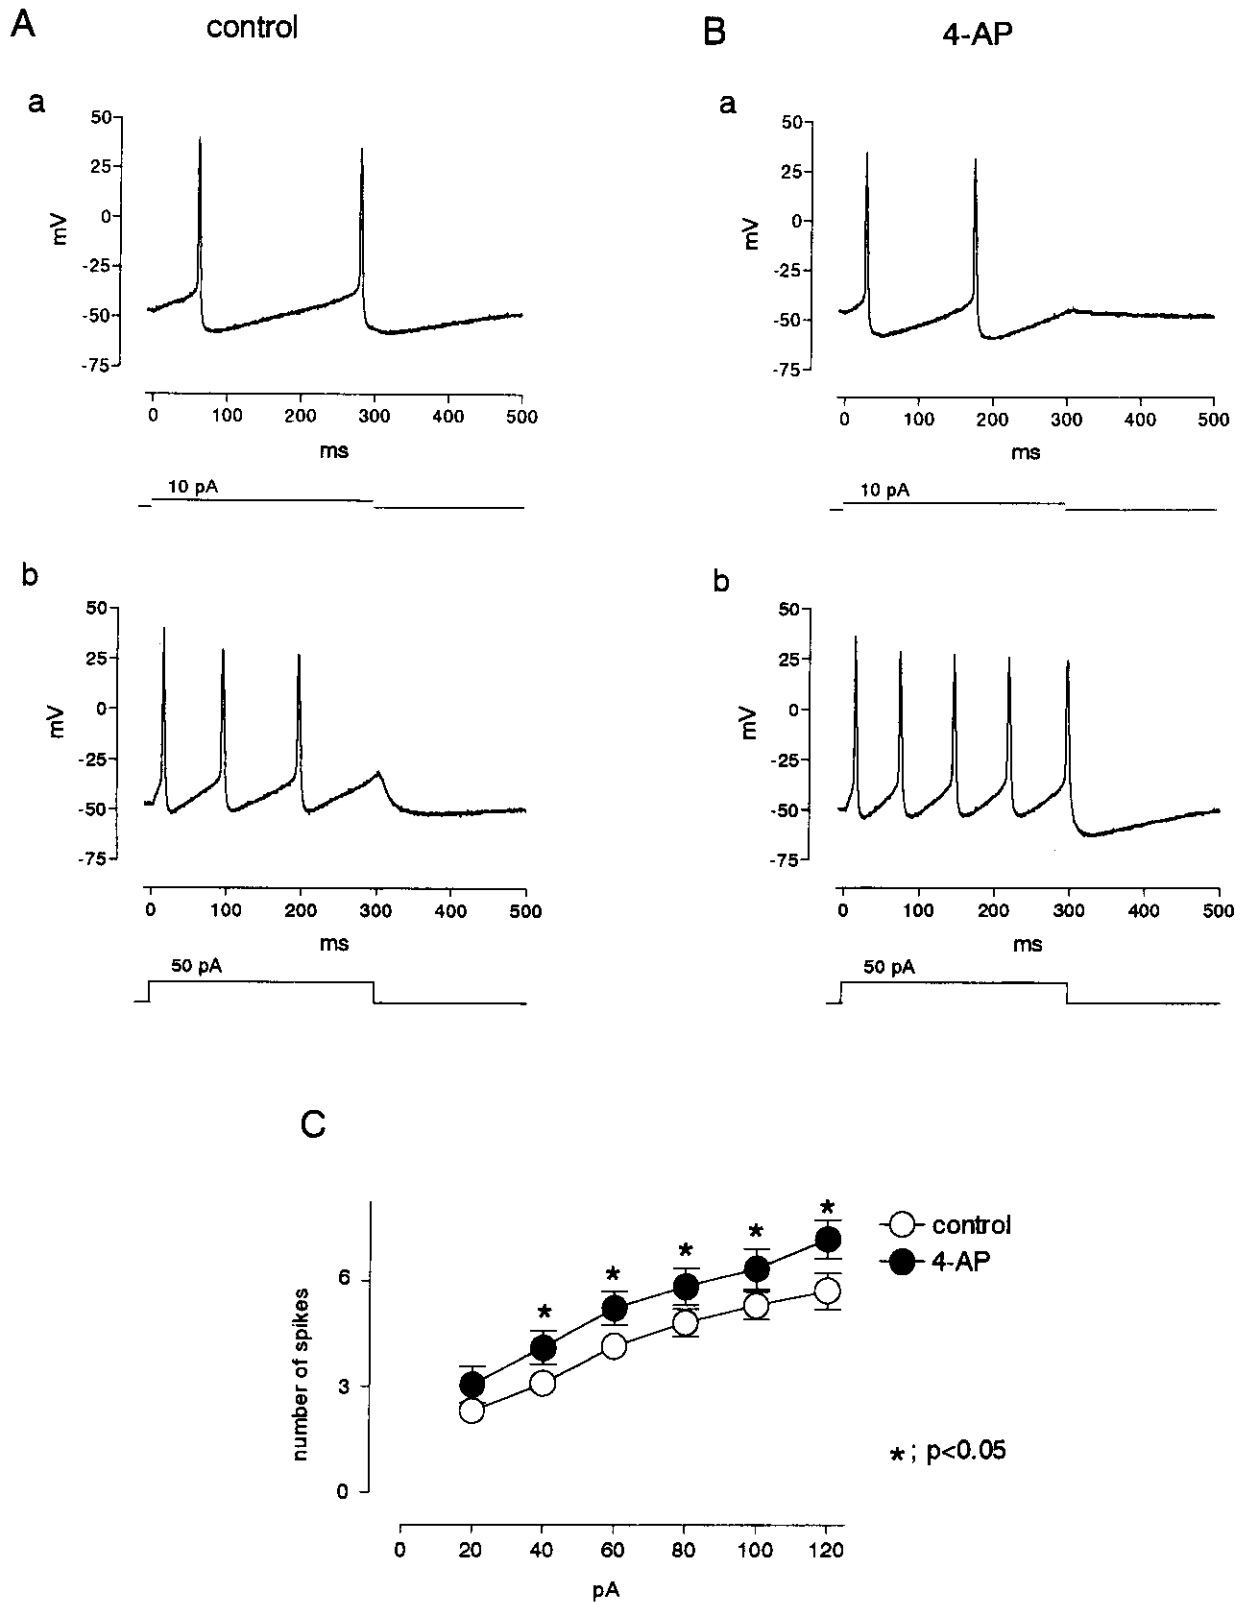 A control B 4-AP
a a
50 50
25 25
0 0
-25 -25
-50 -50
-75 -75
mV mV
0 100 200 300 400 500 0 100 200 300 400 500
ms ms
10 pA 10 pA
b b
50 50
25 25
0 0
-25 -25
-50 -50
-75 -75
mV mV
0 100 200 300 400 500 0 100 200 300 400 500
ms ms
50 pA 50 pA
C
* * * * *
control
4-AP
6
3
0
number of spikes
*; p<0.05
0 20 40 60 80 100 120
pA